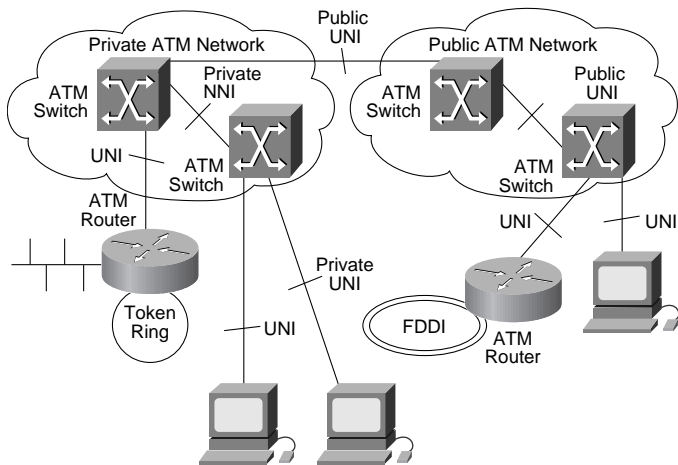 Public
UNI
Private ATM Network
Public ATM Network
ATM
Switch
Private
NNI
ATM
Switch
Public
UNI
UNI
ATM
Switch
ATM
Switch
ATM
Router
UNI
UNI
Private
UNI
Token
Ring
FDDI
UNI
ATM
Router